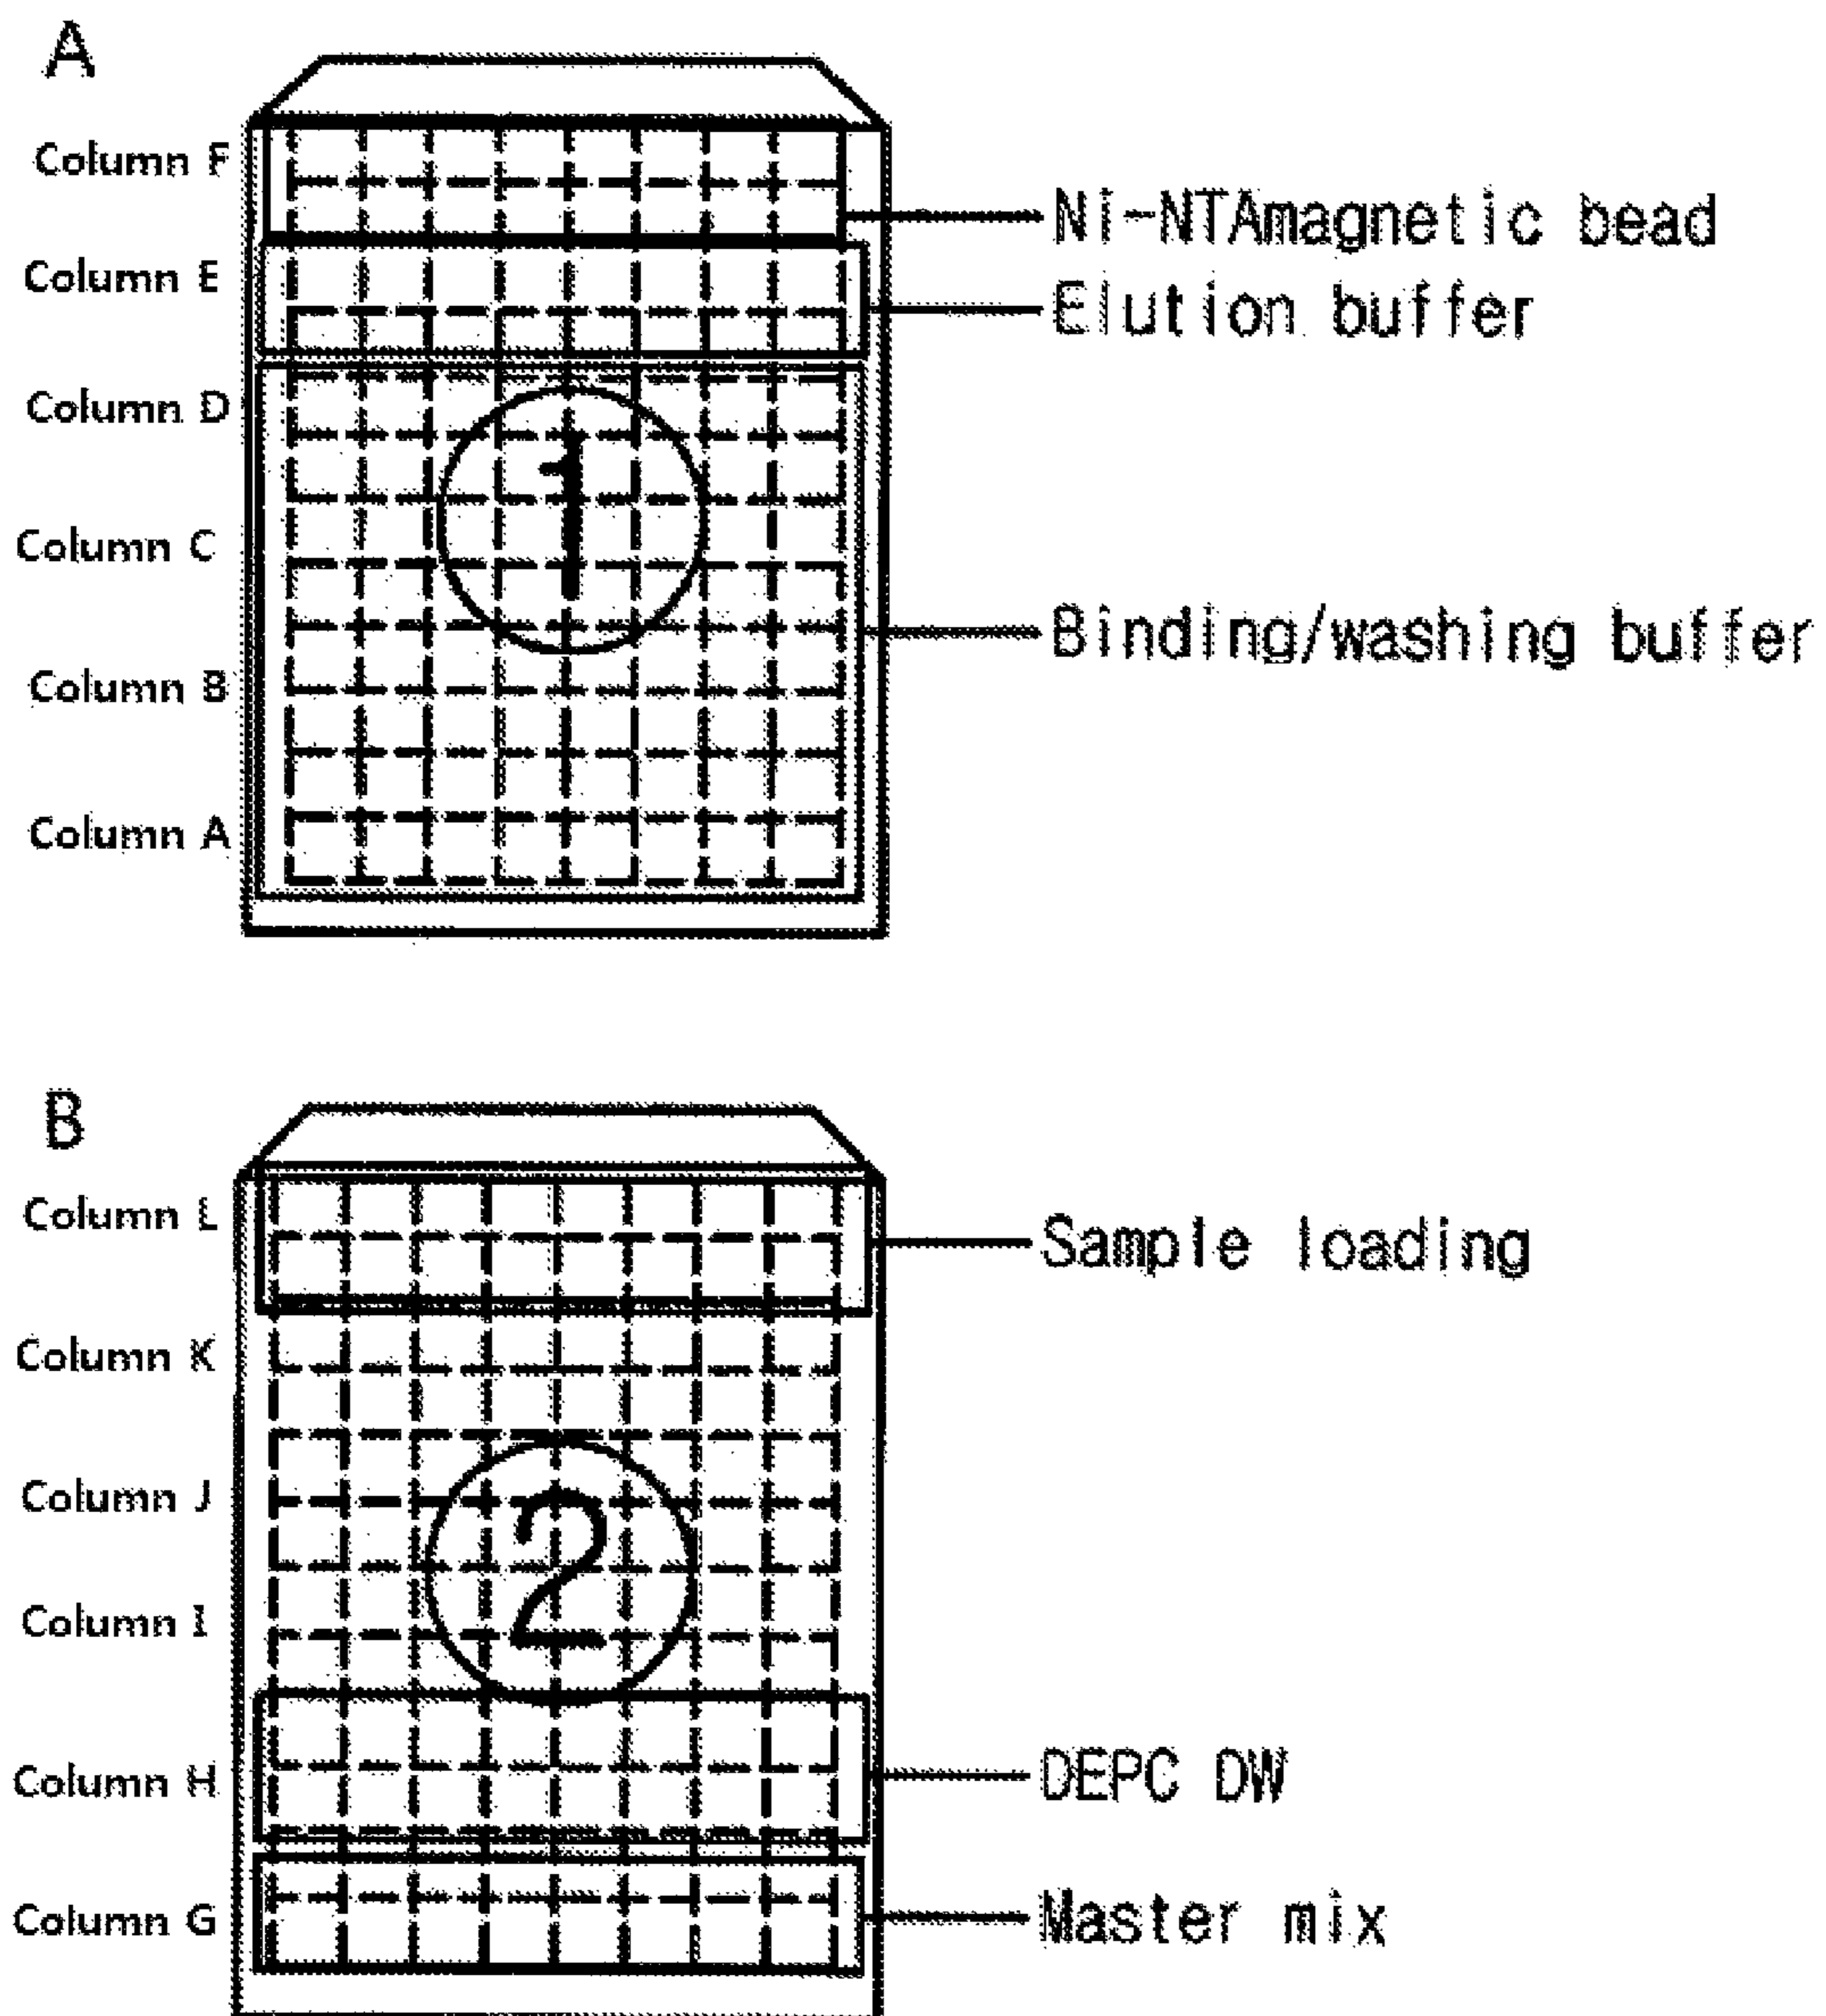 A
Column F
Ni-NTAmagnetic bead
Column E
Elution buffer
Column D
1
Column C
Binding/washing buffer
Column B
Column A
B
Column L
Sample loading
Column K
Column J
2
Column I
Column H
DEPC DW
Column G
Master mix